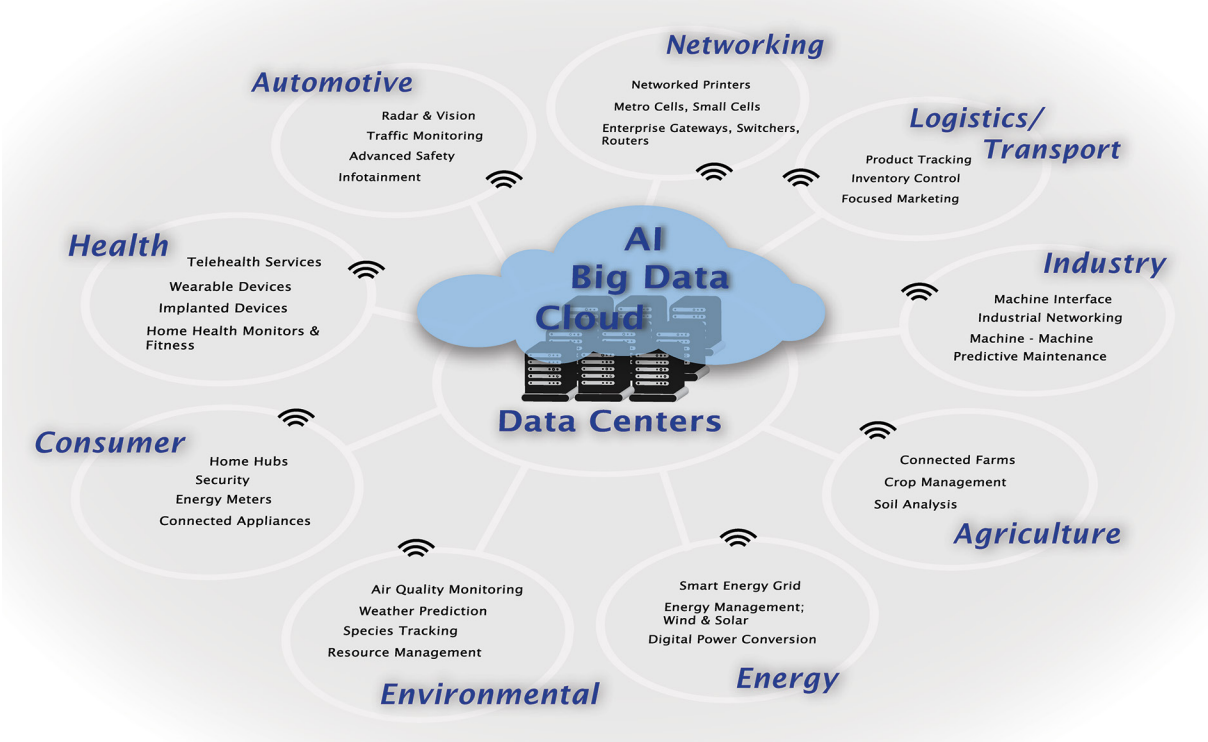 Networking
Networked Printers
Metro Cells, Small Cells
Enterprise Gateways, Switchers,
Routers
Automotive
Radar & Vision
Traffic Monitoring
Advanced Safety
Infotainment
Logistics/
Transport
Product Tracking
Inventory Control
Focused Marketing
Health
Telehealth Services
Wearable Devices
Implanted Devices
Home Health Monitors &
Fitness
AI
Big Data
Cloud
Data Centers
Industry
Machine Interface
Industrial Networking
Machine - Machine
Predictive Maintenance
Consumer
Home Hubs
Security
Energy Meters
Connected Appliances
Connected Farms
Crop Management
Soil Analysis
Agriculture
Air Quality Monitoring
Weather Prediction
Species Tracking
Resource Management
Environmental
Smart Energy Grid
Energy Management;
Wind & Solar
Digital Power Conversion
Energy